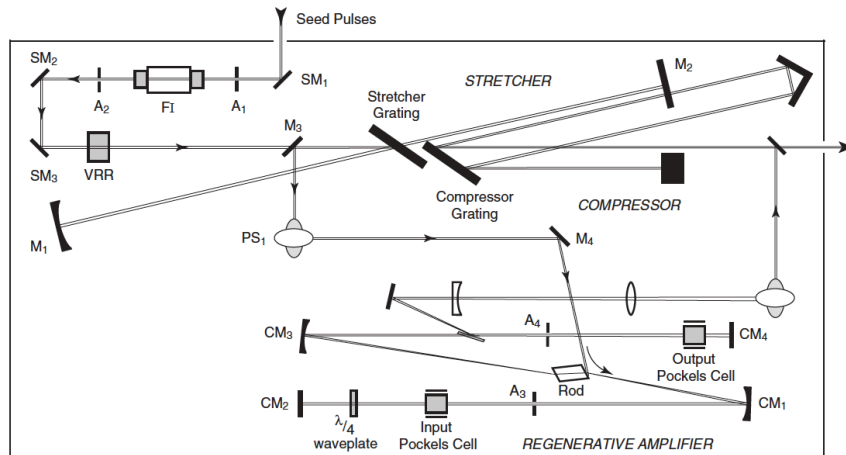 Seed Pulses
SM2
SM1
A2
FI
A1
STRETCHER
M2
Stretcher
Grating
M3
SM3
VRR
Compressor
Grating
COMPRESSOR
M1
PS1
M4
A4
CM3
CM4
Output
Pockels Cell
Rod
A3
CM2
CM1
λ/4
waveplate
Input
Pockels Cell
REGENERATIVE AMPLIFIER